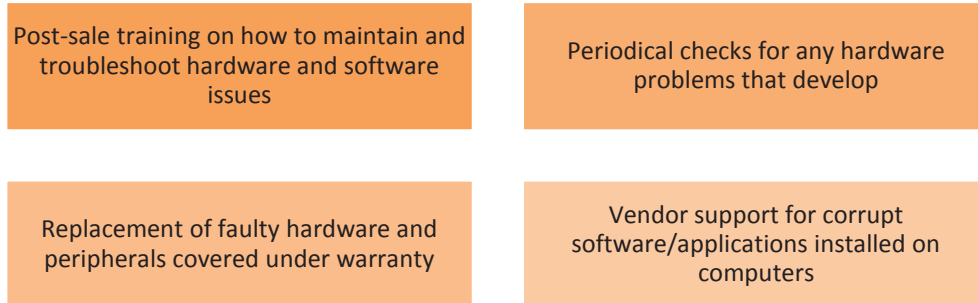 Post-sale training on how to maintain and
troubleshoot hardware and software
issues
Periodical checks for any hardware
problems that develop
Replacement of faulty hardware and
peripherals covered under warranty
Vendor support for corrupt
software/applications installed on
computers